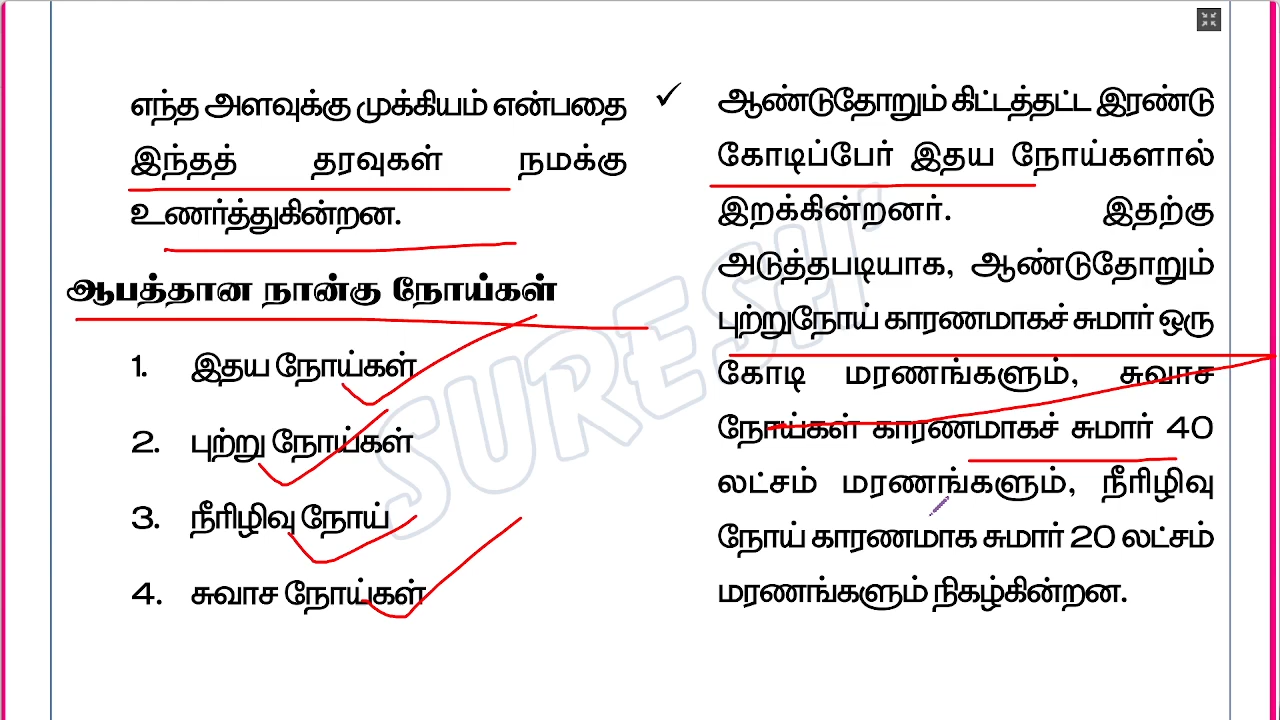 எந்த அளவுக்கு முக்கியம் என்பதை
இந்தத் தரவுகள் நமக்கு
உணர்த்துகின்றன.
ஆபத்தான நான்கு நோய்கள்
1. இதய நோய்கள்
2. புற்று நோய்கள்
3. நீரிழிவு நோய்
4. சுவாச நோய்கள்
✓ ஆண்டுதோறும் கிட்டத்தட்ட இரண்டு
கோடிப்பேர் இதய நோய்களால்
இறக்கின்றனர். இதற்கு
அடுத்தபடியாக, ஆண்டுதோறும்
புற்றுநோய் காரணமாகச் சுமார் ஒரு
கோடி மரணங்களும், சுவாச
நோய்கள் காரணமாகச் சுமார் 40
லட்சம் மரணங்களும், நீரிழிவு
நோய் காரணமாக சுமார் 20 லட்சம்
மரணங்களும் நிகழ்கின்றன.
SURESH'